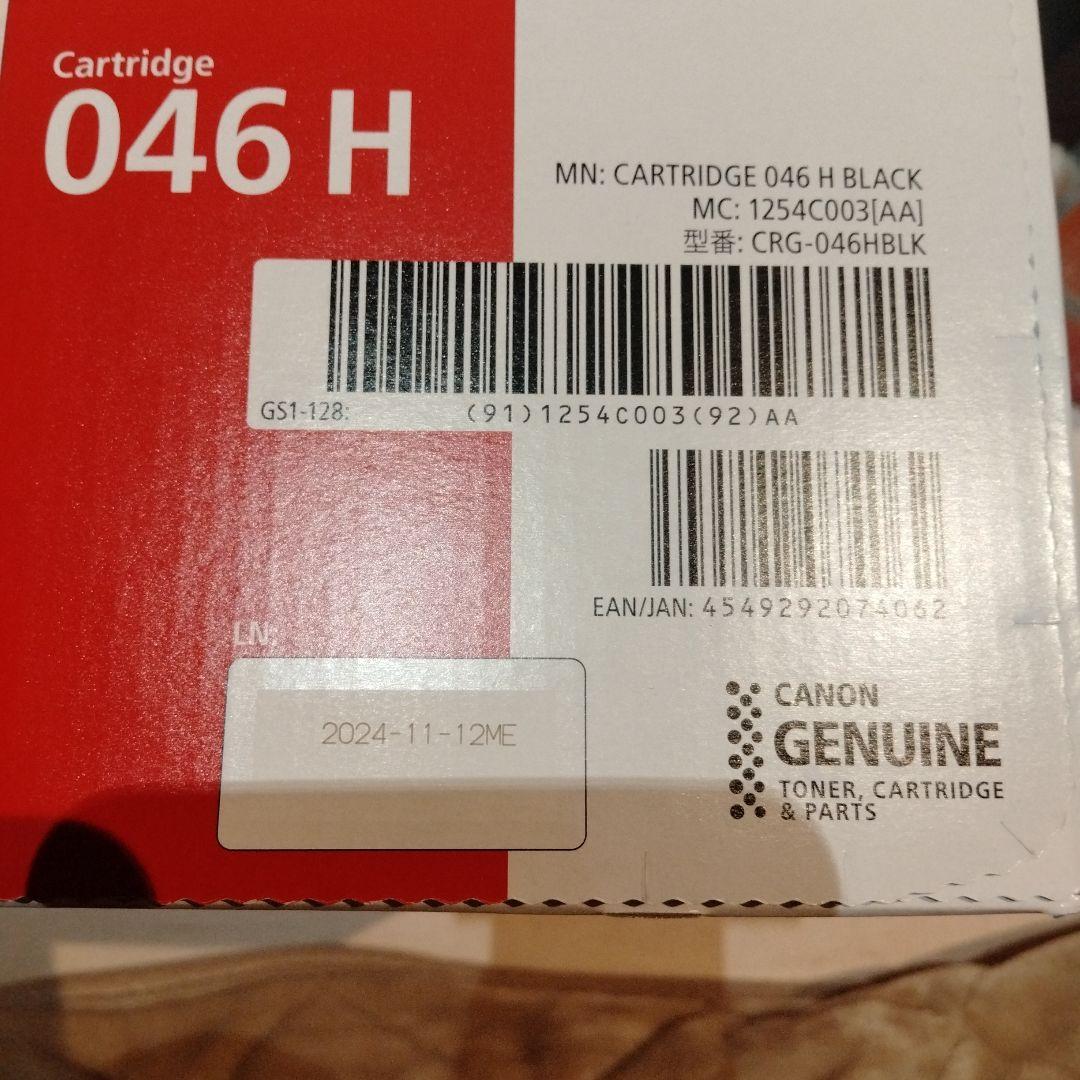 Cartridge
046 H
MN: CARTRIDGE 046 H BLACK
MC: 1254C003[AA]
型番: CRG-046HBLK
GS1-128: (91)1254C003(92)AA
EAN/JAN: 4549292074062
LN:
2024-11-12ME
CANON
GENUINE
TONER, CARTRIDGE
& PARTS